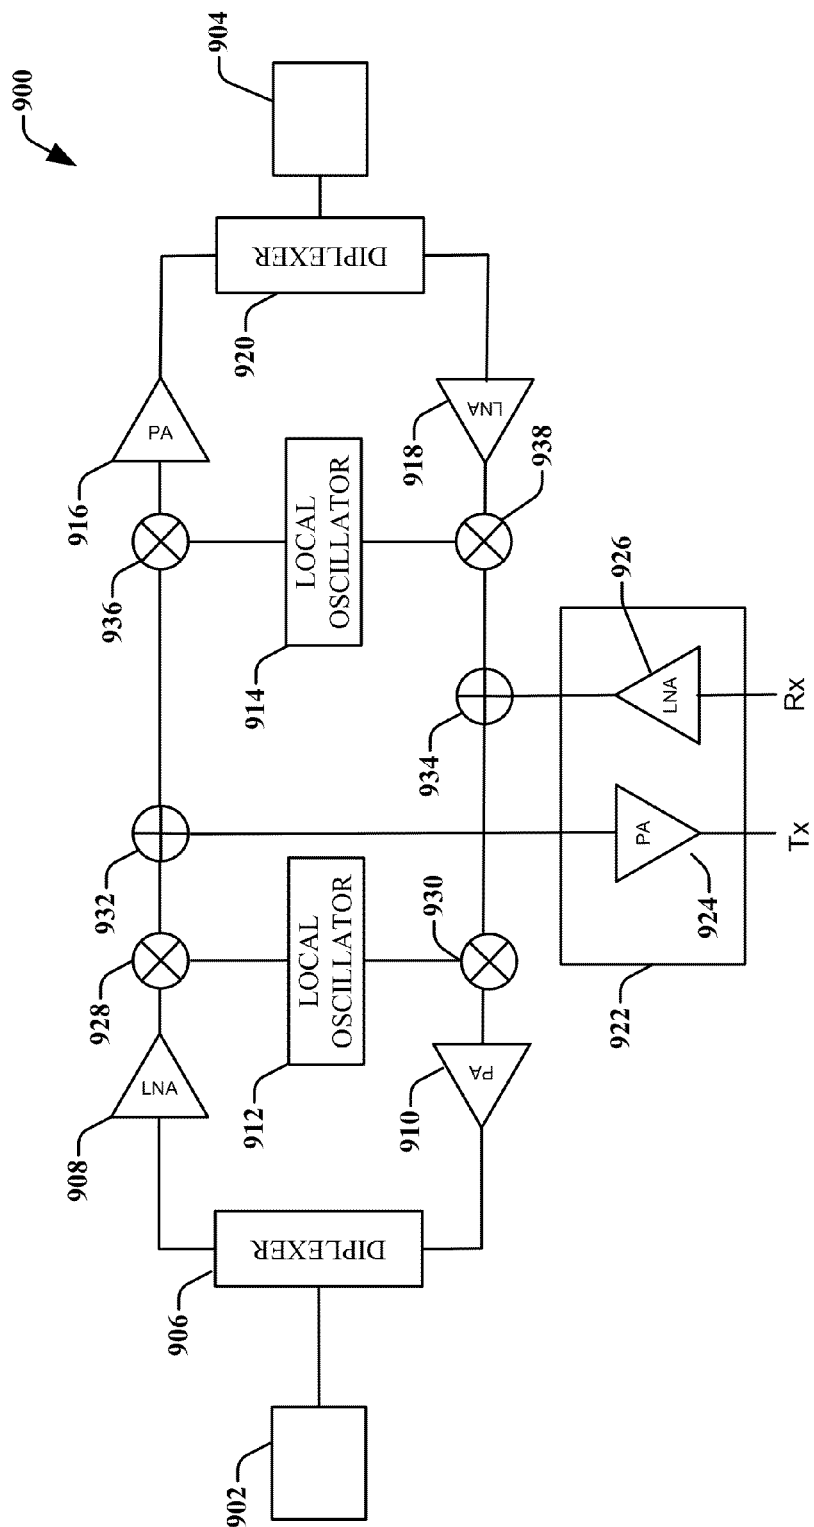 900
908
928
932
936
916
LNA
PA
902
906
912
914
920
904
DIPLEXER
LOCAL
OSCILLATOR
LOCAL
OSCILLATOR
DIPLEXER
910
930
934
918
938
PA
LNA
922
924
PA
LNA
926
Tx
Rx